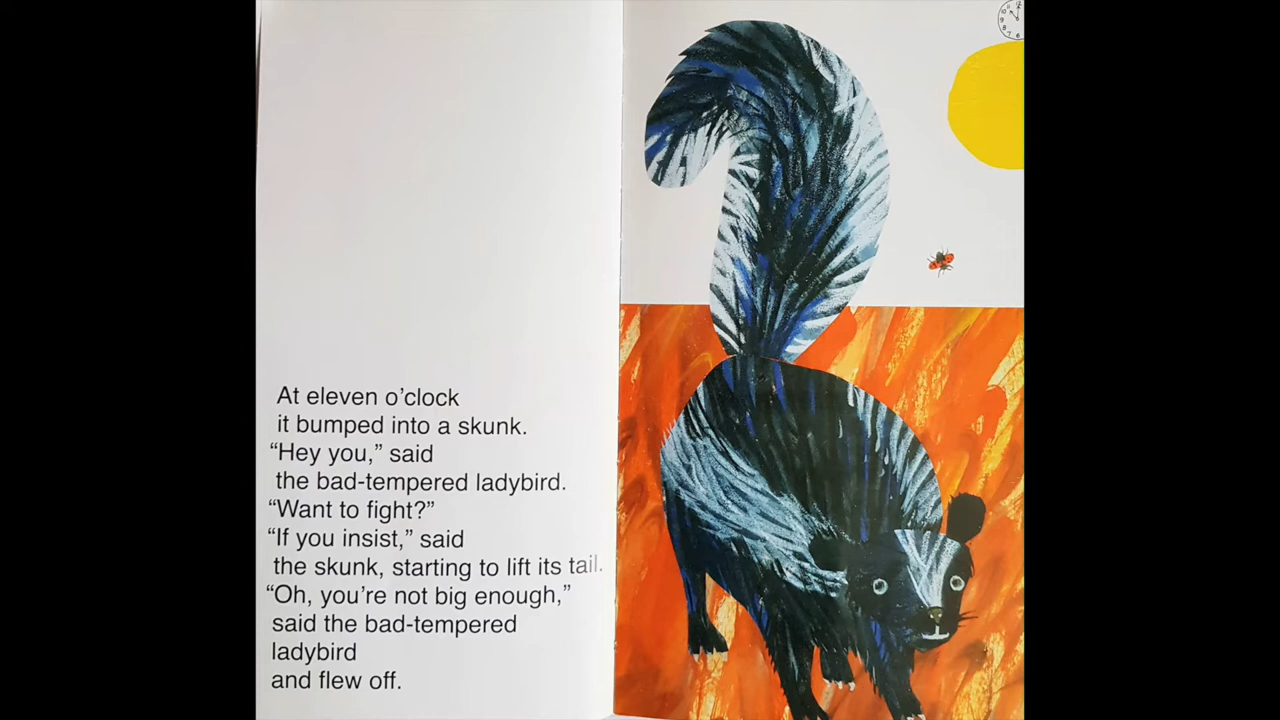 At eleven o’clock
it bumped into a skunk.
“Hey you,” said
the bad-tempered ladybird.
“Want to fight?”
“If you insist,” said
the skunk, starting to lift its tail.
“Oh, you’re not big enough,”
said the bad-tempered
ladybird
and flew off.